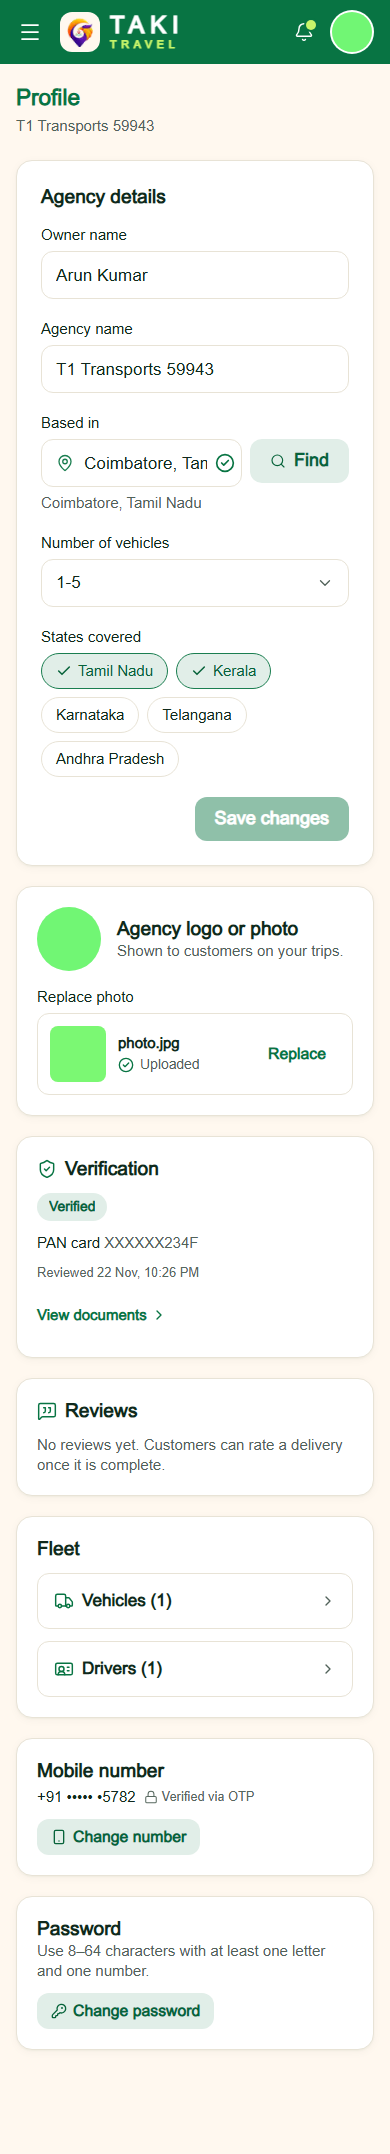 TAKI
TRAVEL
Profile
T1 Transports 59943
Agency details
Owner name
Arun Kumar
Agency name
T1 Transports 59943
Based in
Coimbatore, Tan
Find
Coimbatore, Tamil Nadu
Number of vehicles
1-5
States covered
Tamil Nadu
Kerala
Karnataka
Telangana
Andhra Pradesh
Save changes
Agency logo or photo
Shown to customers on your trips.
Replace photo
photo.jpg
Uploaded
Replace
Verification
Verified
PAN card XXXXXX234F
Reviewed 22 Nov, 10:26 PM
View documents
Reviews
No reviews yet. Customers can rate a delivery
once it is complete.
Fleet
Vehicles (1)
Drivers (1)
Mobile number
+91 ••••• •5782 Verified via OTP
Change number
Password
Use 8–64 characters with at least one letter
and one number.
Change password